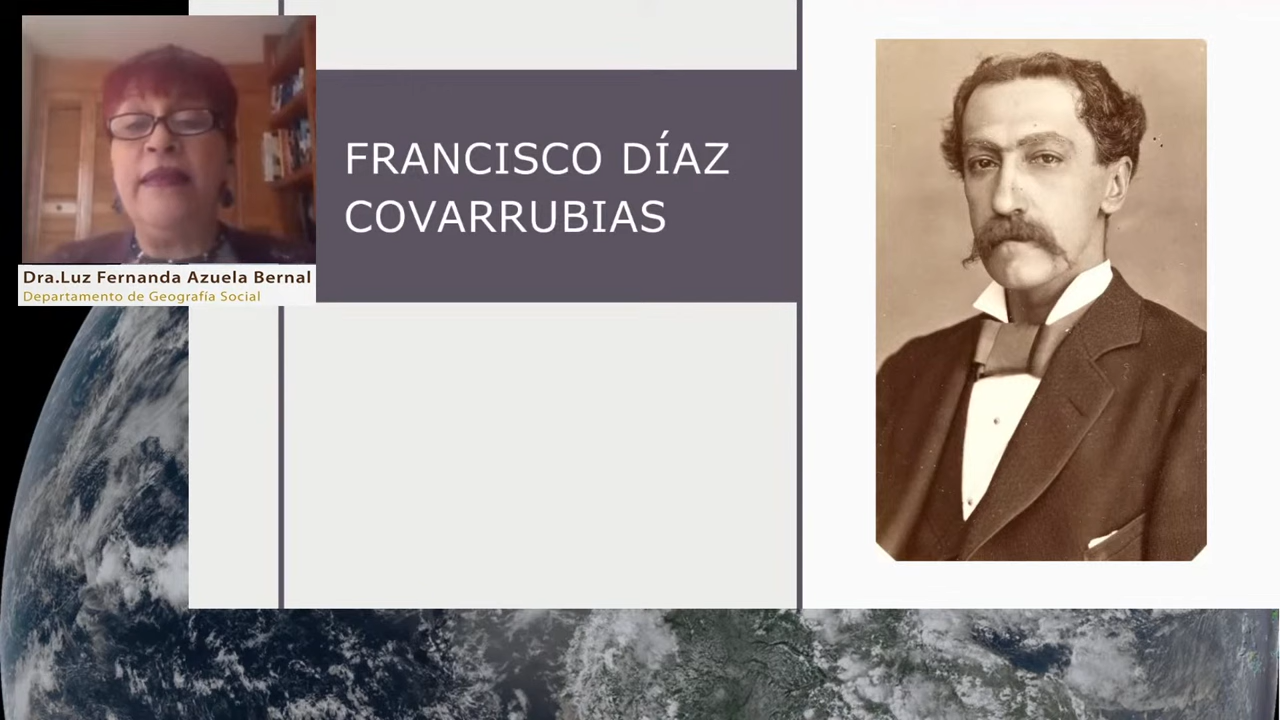 FRANCISCO DÍAZ
COVARRUBIAS
Dra.Luz Fernanda Azuela Bernal
Departamento de Geografía Social